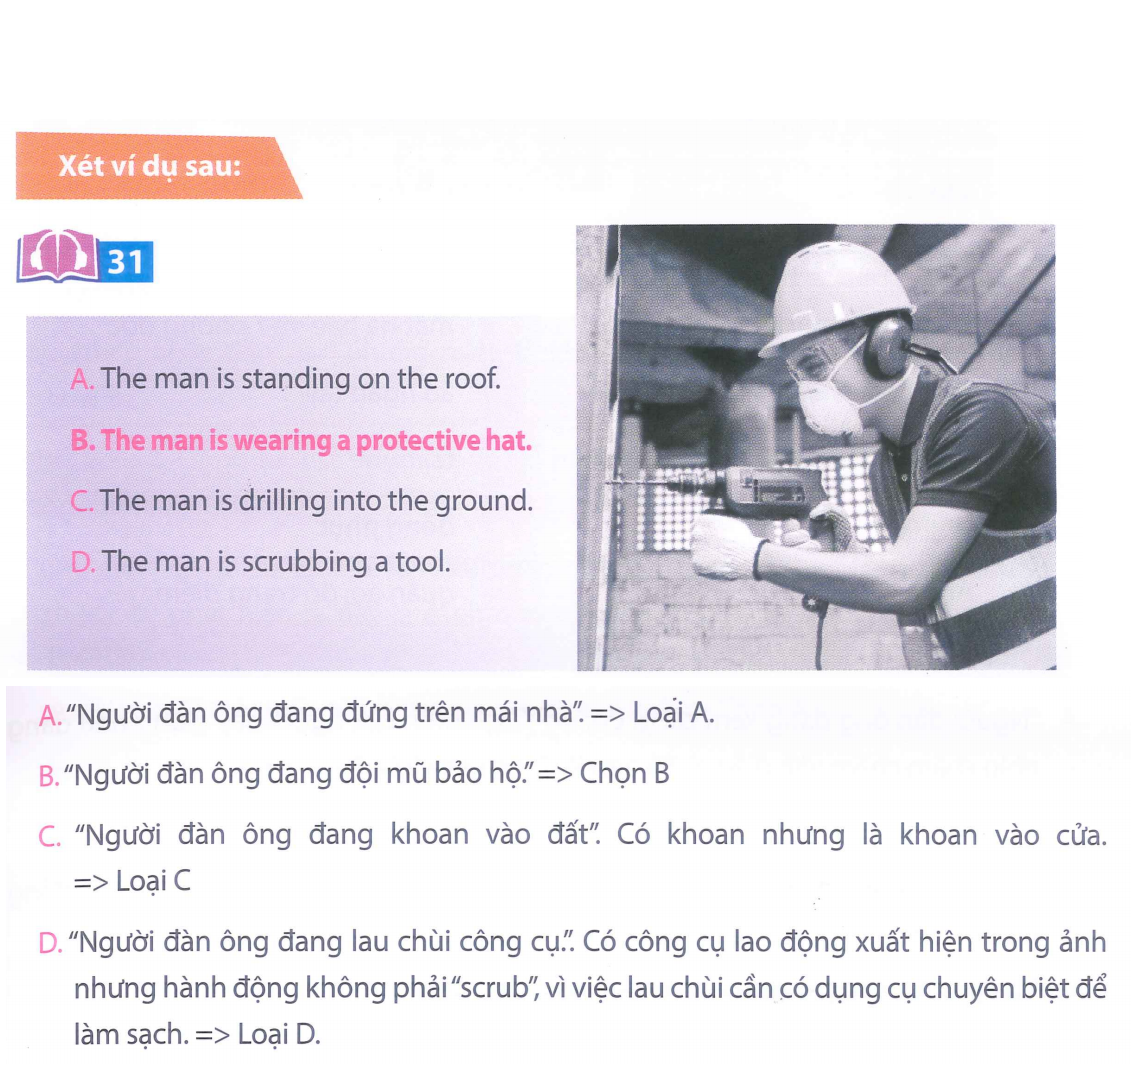 Xét ví dụ sau:
31
A. The man is standing on the roof.
B. The man is wearing a protective hat.
C. The man is drilling into the ground.
D. The man is scrubbing a tool.
A. “Người đàn ông đang đứng trên mái nhà”. => Loại A.
B. “Người đàn ông đang đội mũ bảo hộ.” => Chọn B
C. “Người đàn ông đang khoan vào đất”. Có khoan nhưng là khoan vào cửa.
=> Loại C
D. “Người đàn ông đang lau chùi công cụ.”. Có công cụ lao động xuất hiện trong ảnh
nhưng hành động không phải “scrub”, vì việc lau chùi cần có dụng cụ chuyên biệt để
làm sạch. => Loại D.